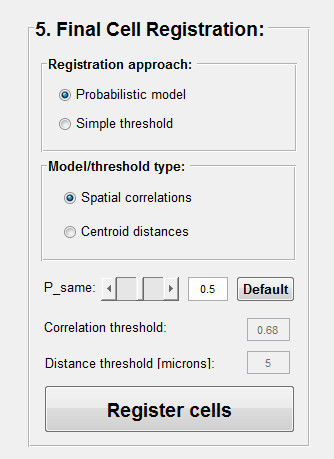 5. Final Cell Registration:
Registration approach:
Probabilistic model
Simple threshold
Model/threshold type:
Spatial correlations
Centroid distances
P_same: 0.5 Default
Correlation threshold: 0.68
Distance threshold [microns]: 5
Register cells